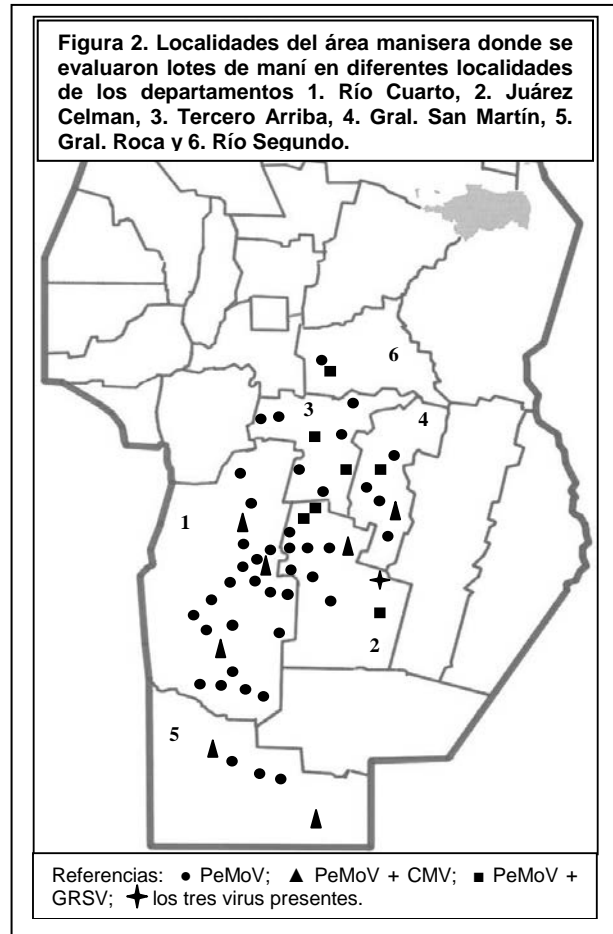 Figura 2. Localidades del área manisera donde se
evaluaron lotes de maní en diferentes localidades
de los departamentos 1. Río Cuarto, 2. Juárez
Celman, 3. Tercero Arriba, 4. Gral. San Martín, 5.
Gral. Roca y 6. Río Segundo.
6
3
4
1
2
5
Referencias: ● PeMoV; ▲ PeMoV + CMV; ■ PeMoV +
GRSV; ✦ los tres virus presentes.